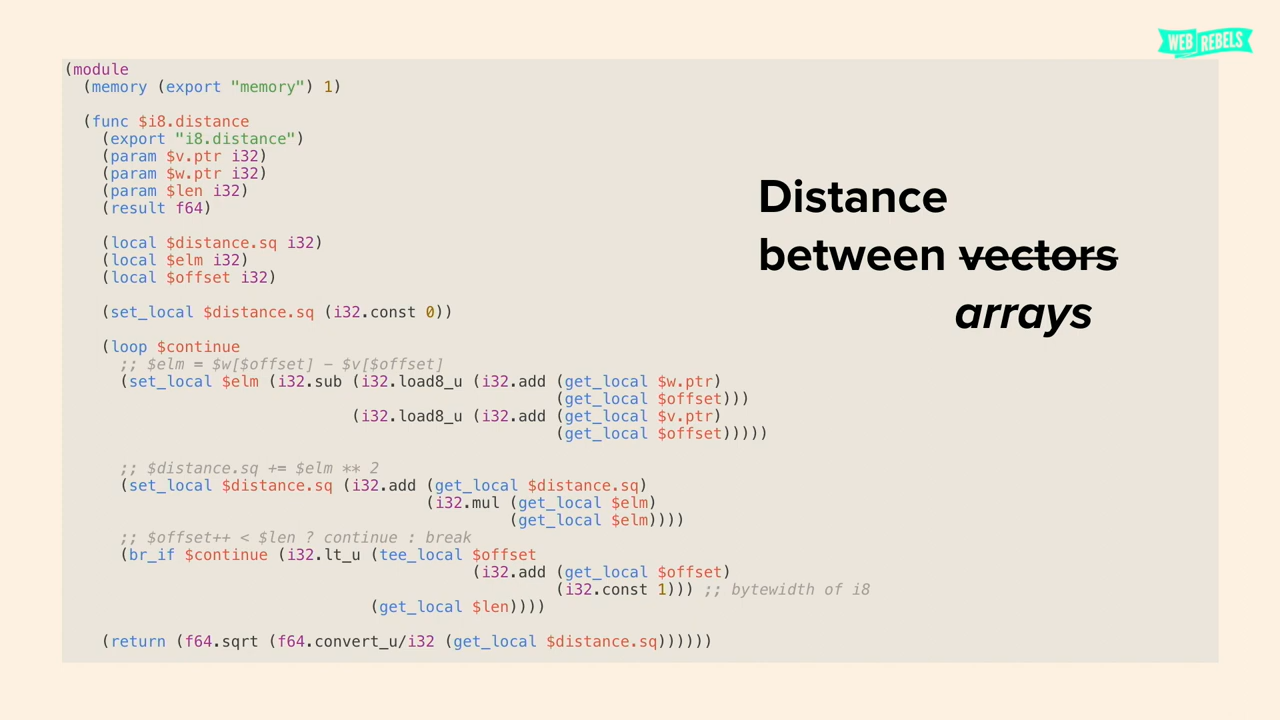 WEB REBELS
(module
  (memory (export "memory") 1)

  (func $i8.distance
    (export "i8.distance")
    (param $v.ptr i32)
    (param $w.ptr i32)
    (param $len i32)
    (result f64)

    (local $distance.sq i32)
    (local $elm i32)
    (local $offset i32)

    (set_local $distance.sq (i32.const 0))

    (loop $continue
      ;; $elm = $w[$offset] − $v[$offset]
      (set_local $elm (i32.sub (i32.load8_u (i32.add (get_local $w.ptr)
                                                     (get_local $offset)))
                               (i32.load8_u (i32.add (get_local $v.ptr)
                                                     (get_local $offset)))))

      ;; $distance.sq += $elm ** 2
      (set_local $distance.sq (i32.add (get_local $distance.sq)
                                       (i32.mul (get_local $elm)
                                                (get_local $elm))))
      ;; $offset++ < $len ? continue : break
      (br_if $continue (i32.lt_u (tee_local $offset
                                            (i32.add (get_local $offset)
                                                     (i32.const 1))) ;; bytewidth of i8
                                 (get_local $len))))

    (return (f64.sqrt (f64.convert_u/i32 (get_local $distance.sq))))))
Distance
between vectors
arrays